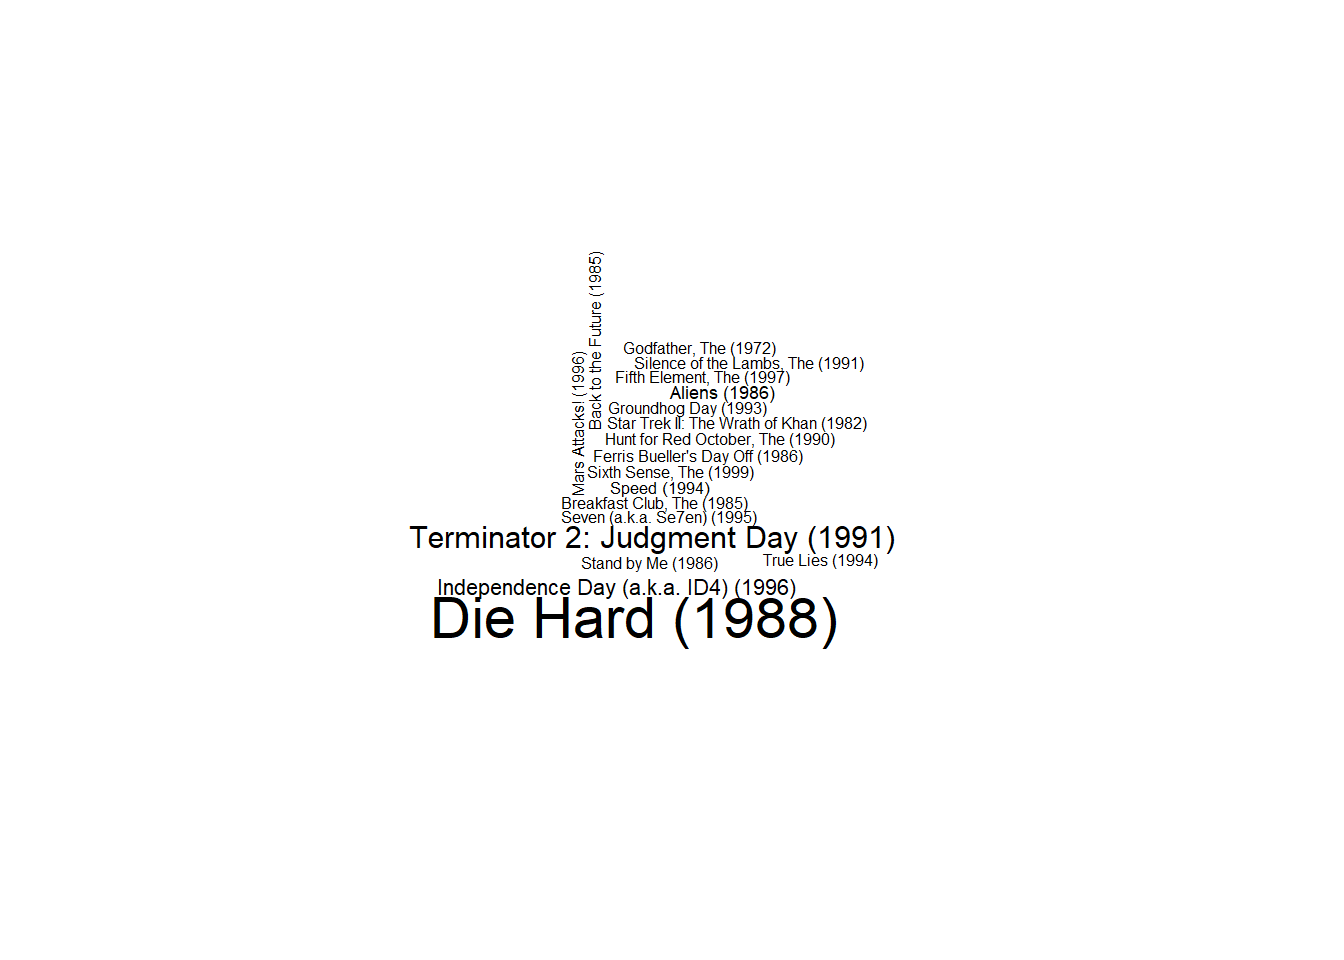 Back to the Future (1985)
Mars Attacks! (1996)
Godfather, The (1972)
Silence of the Lambs, The (1991)
Fifth Element, The (1997)
Aliens (1986)
Groundhog Day (1993)
Star Trek II: The Wrath of Khan (1982)
Hunt for Red October, The (1990)
Ferris Bueller's Day Off (1986)
Sixth Sense, The (1999)
Speed (1994)
Breakfast Club, The (1985)
Seven (a.k.a. Se7en) (1995)
Terminator 2: Judgment Day (1991)
Stand by Me (1986)
True Lies (1994)
Independence Day (a.k.a. ID4) (1996)
Die Hard (1988)